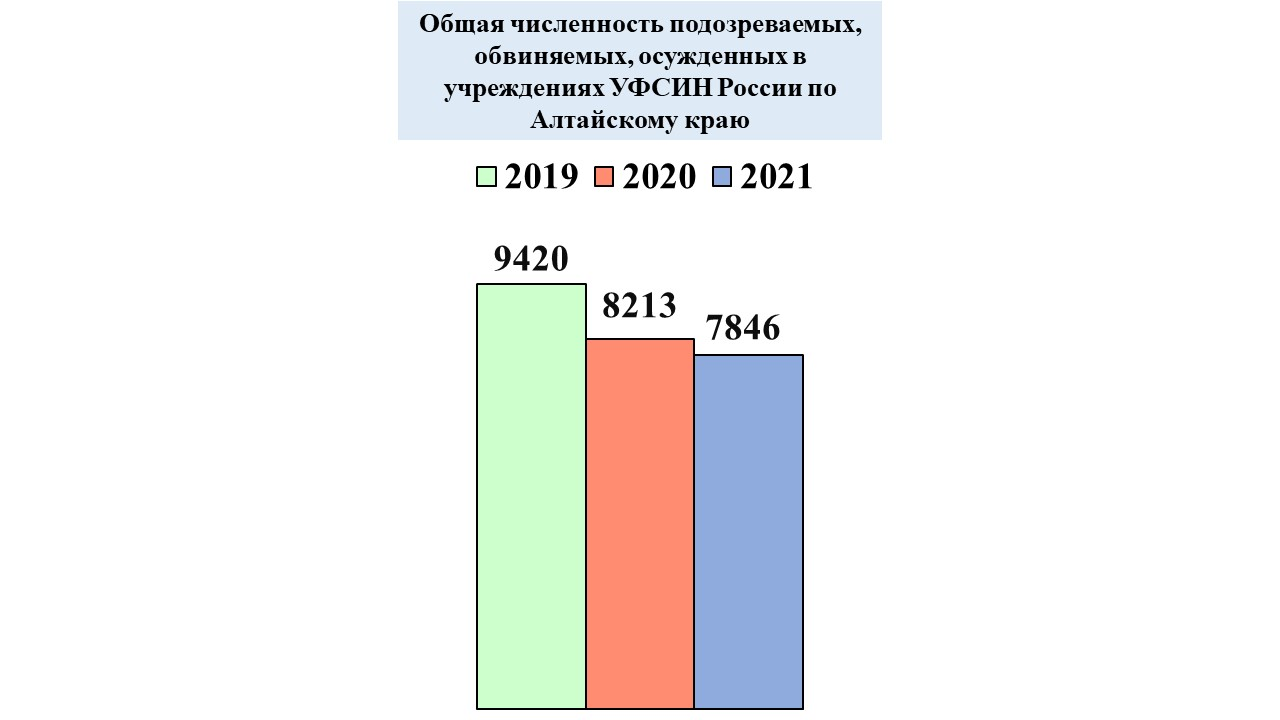 Общая численность подозреваемых,
обвиняемых, осужденных в
учреждениях УФСИН России по
Алтайскому краю
2019 2020 2021
9420
8213
7846